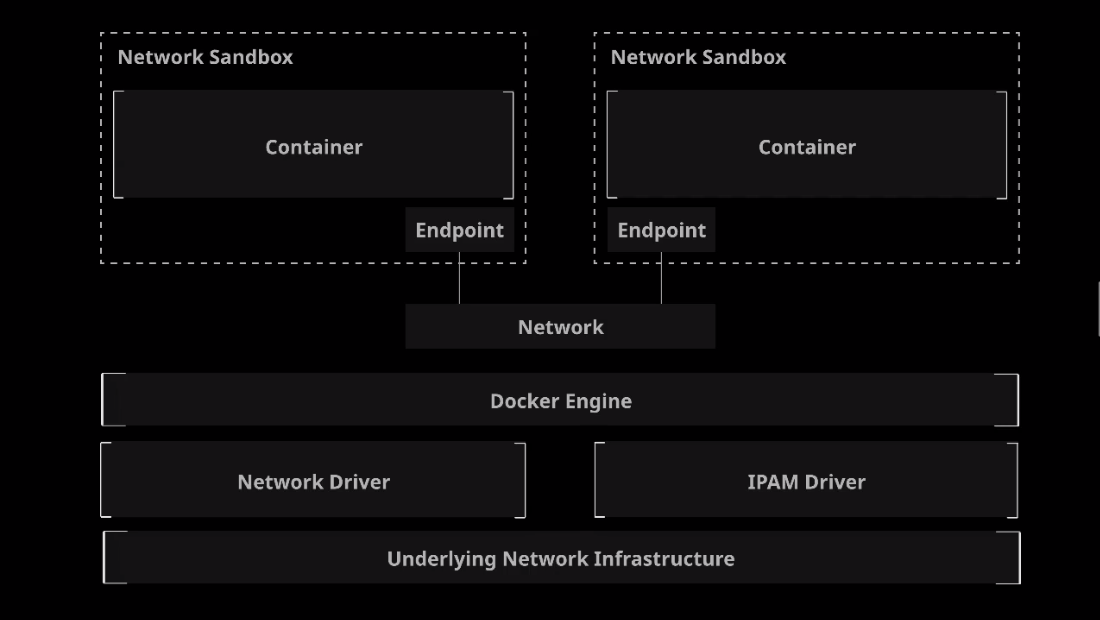 Network Sandbox
Network Sandbox
Container
Container
Endpoint
Endpoint
Network
Docker Engine
Network Driver
IPAM Driver
Underlying Network Infrastructure